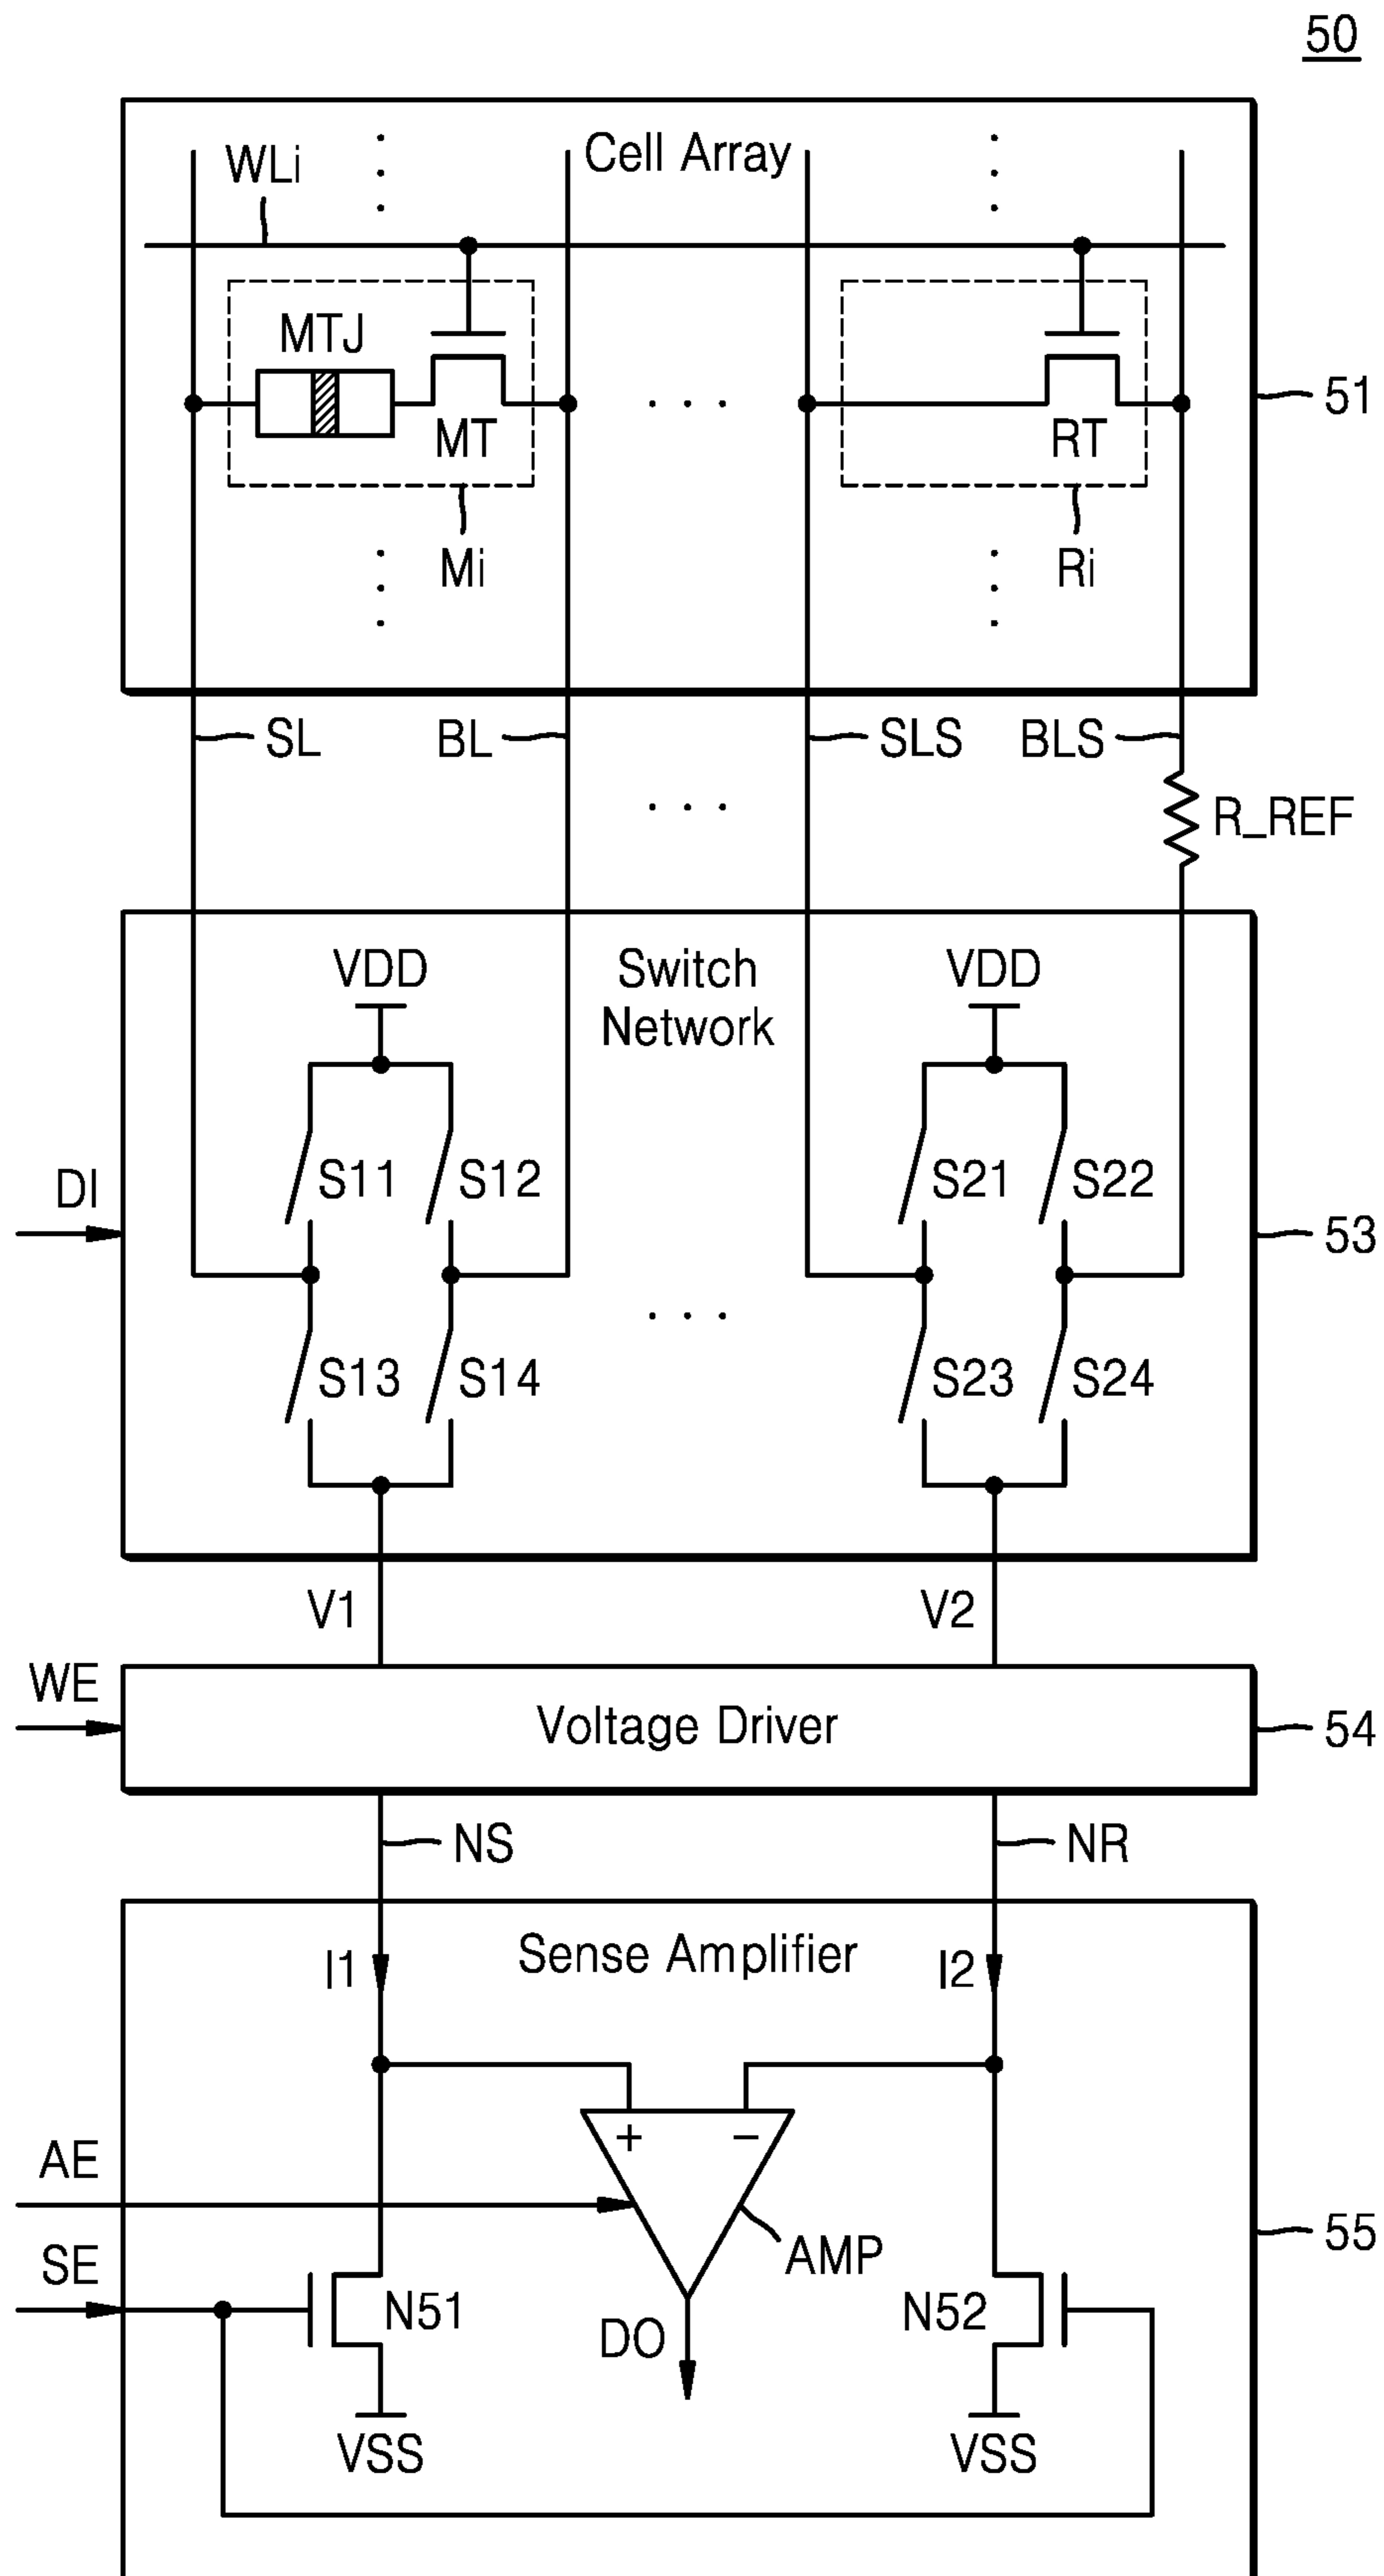 50
Cell Array
WLi
MTJ
MT
RT
51
Mi
Ri
SL
BL
SLS
BLS
R_REF
VDD
Switch
Network
VDD
S11
S12
S21
S22
DI
53
S13
S14
S23
S24
V1
V2
WE
Voltage Driver
54
NS
NR
Sense Amplifier
I1
I2
+
−
AE
AMP
55
SE
N51
N52
DO
VSS
VSS